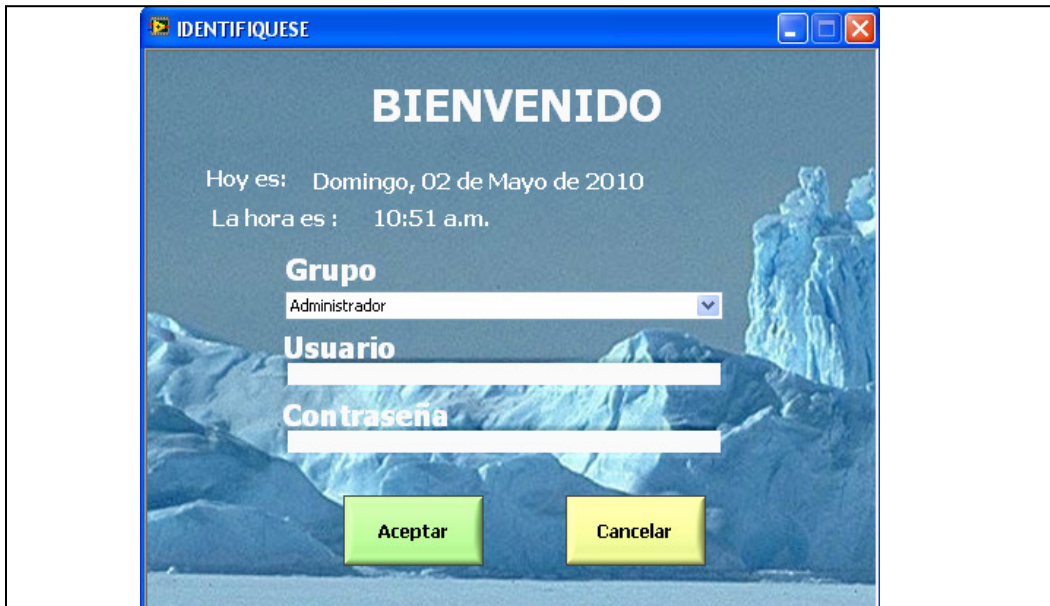 IDENTIFIQUESE
BIENVENIDO
Hoy es: Domingo, 02 de Mayo de 2010
La hora es : 10:51 a.m.
Grupo
Administrador
Usuario
Contraseña
Aceptar Cancelar